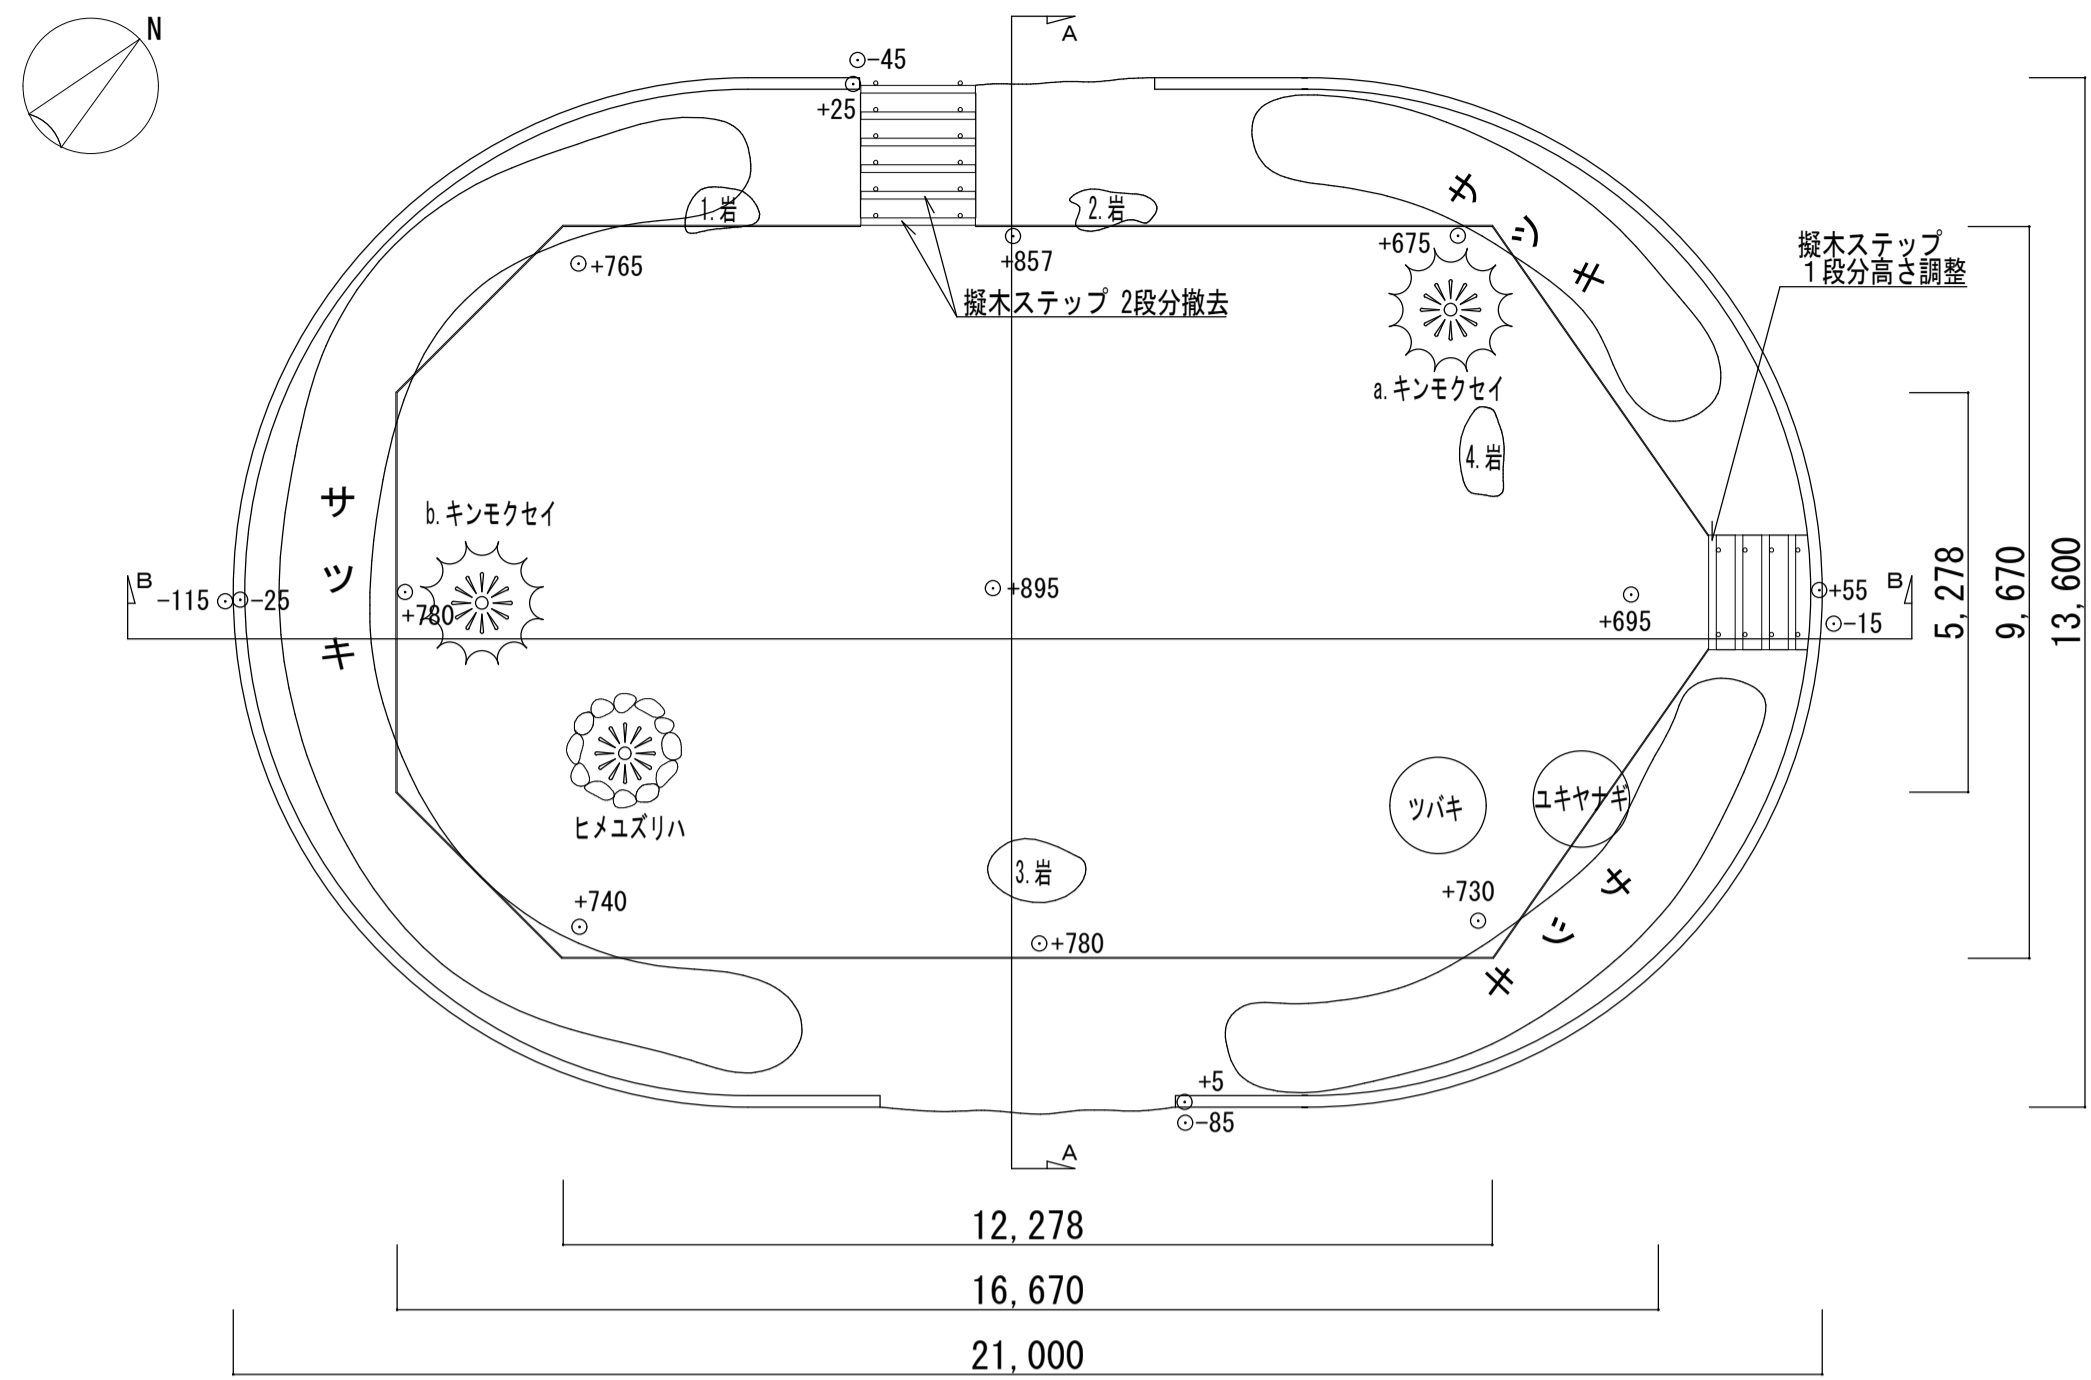 N
A
-45
+25
1.岩
2.岩
サツキ
+765
+857
+675
擬木ステップ
1段分高さ調整
擬木ステップ 2段分撤去
a.キンモクセイ
4.岩
サツキ
b.キンモクセイ
B
-115
-25
+780
+895
+695
B
+55
-15
5,278
9,670
13,600
ヒメユズリハ
ツバキ
ユキヤナギ
3.岩
サツキ
+740
+780
+730
+5
-85
A
12,278
16,670
21,000